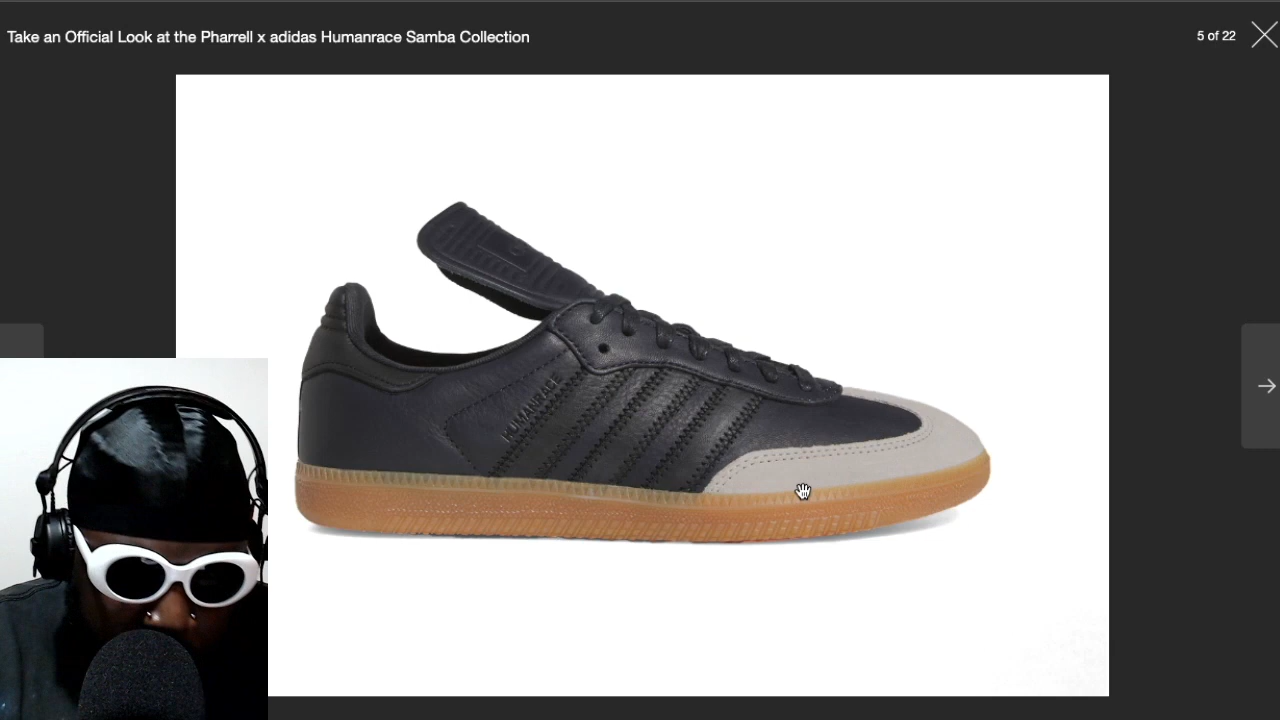 Take an Official Look at the Pharrell x adidas Humanrace Samba Collection
5 of 22
HUMANRACE